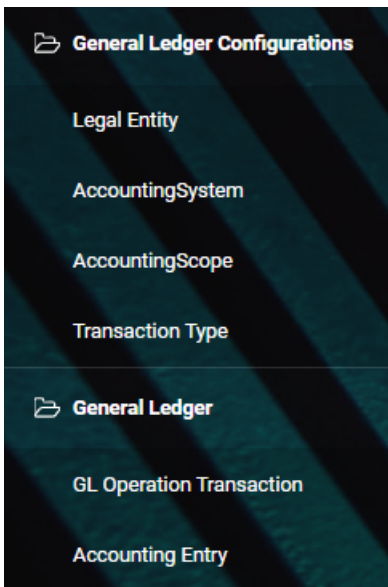 General Ledger Configurations
Legal Entity
AccountingSystem
AccountingScope
Transaction Type
General Ledger
GL Operation Transaction
Accounting Entry